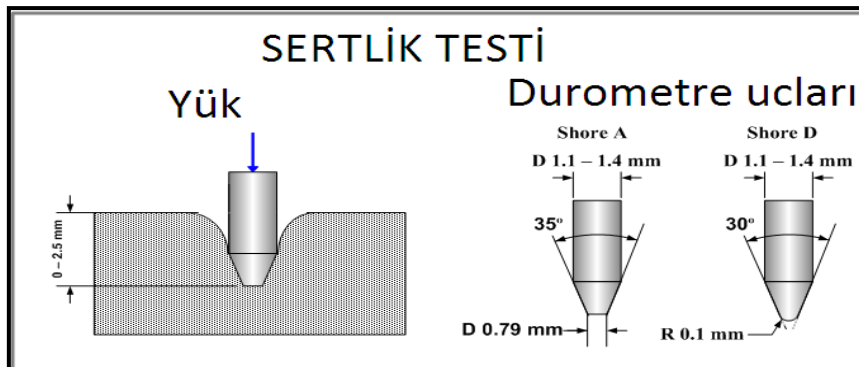 SERTLİK TESTİ
Yük
0 – 2.5 mm
Durometre ucları
Shore A
D 1.1 – 1.4 mm
35º
D 0.79 mm
Shore D
D 1.1 – 1.4 mm
30º
R 0.1 mm